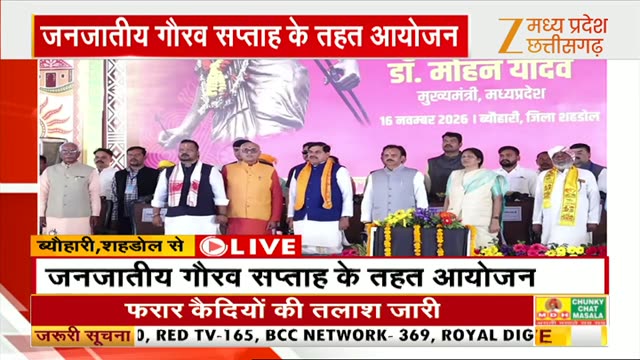 जनजातीय गौरव सप्ताह के तहत आयोजन
Z मध्य प्रदेश
छत्तीसगढ़
डॉ. मोहन यादव
मुख्यमंत्री, मध्यप्रदेश
16 नवम्बर 2026 | ब्यौहारी, जिला शहडोल
ब्यौहारी,शहडोल से LIVE
जनजातीय गौरव सप्ताह के तहत आयोजन
फरार कैदियों की तलाश जारी
MDH CHUNKY CHAT MASALA
जरूरी सूचना 0, RED TV-165, BCC NETWORK- 369, ROYAL DIG E